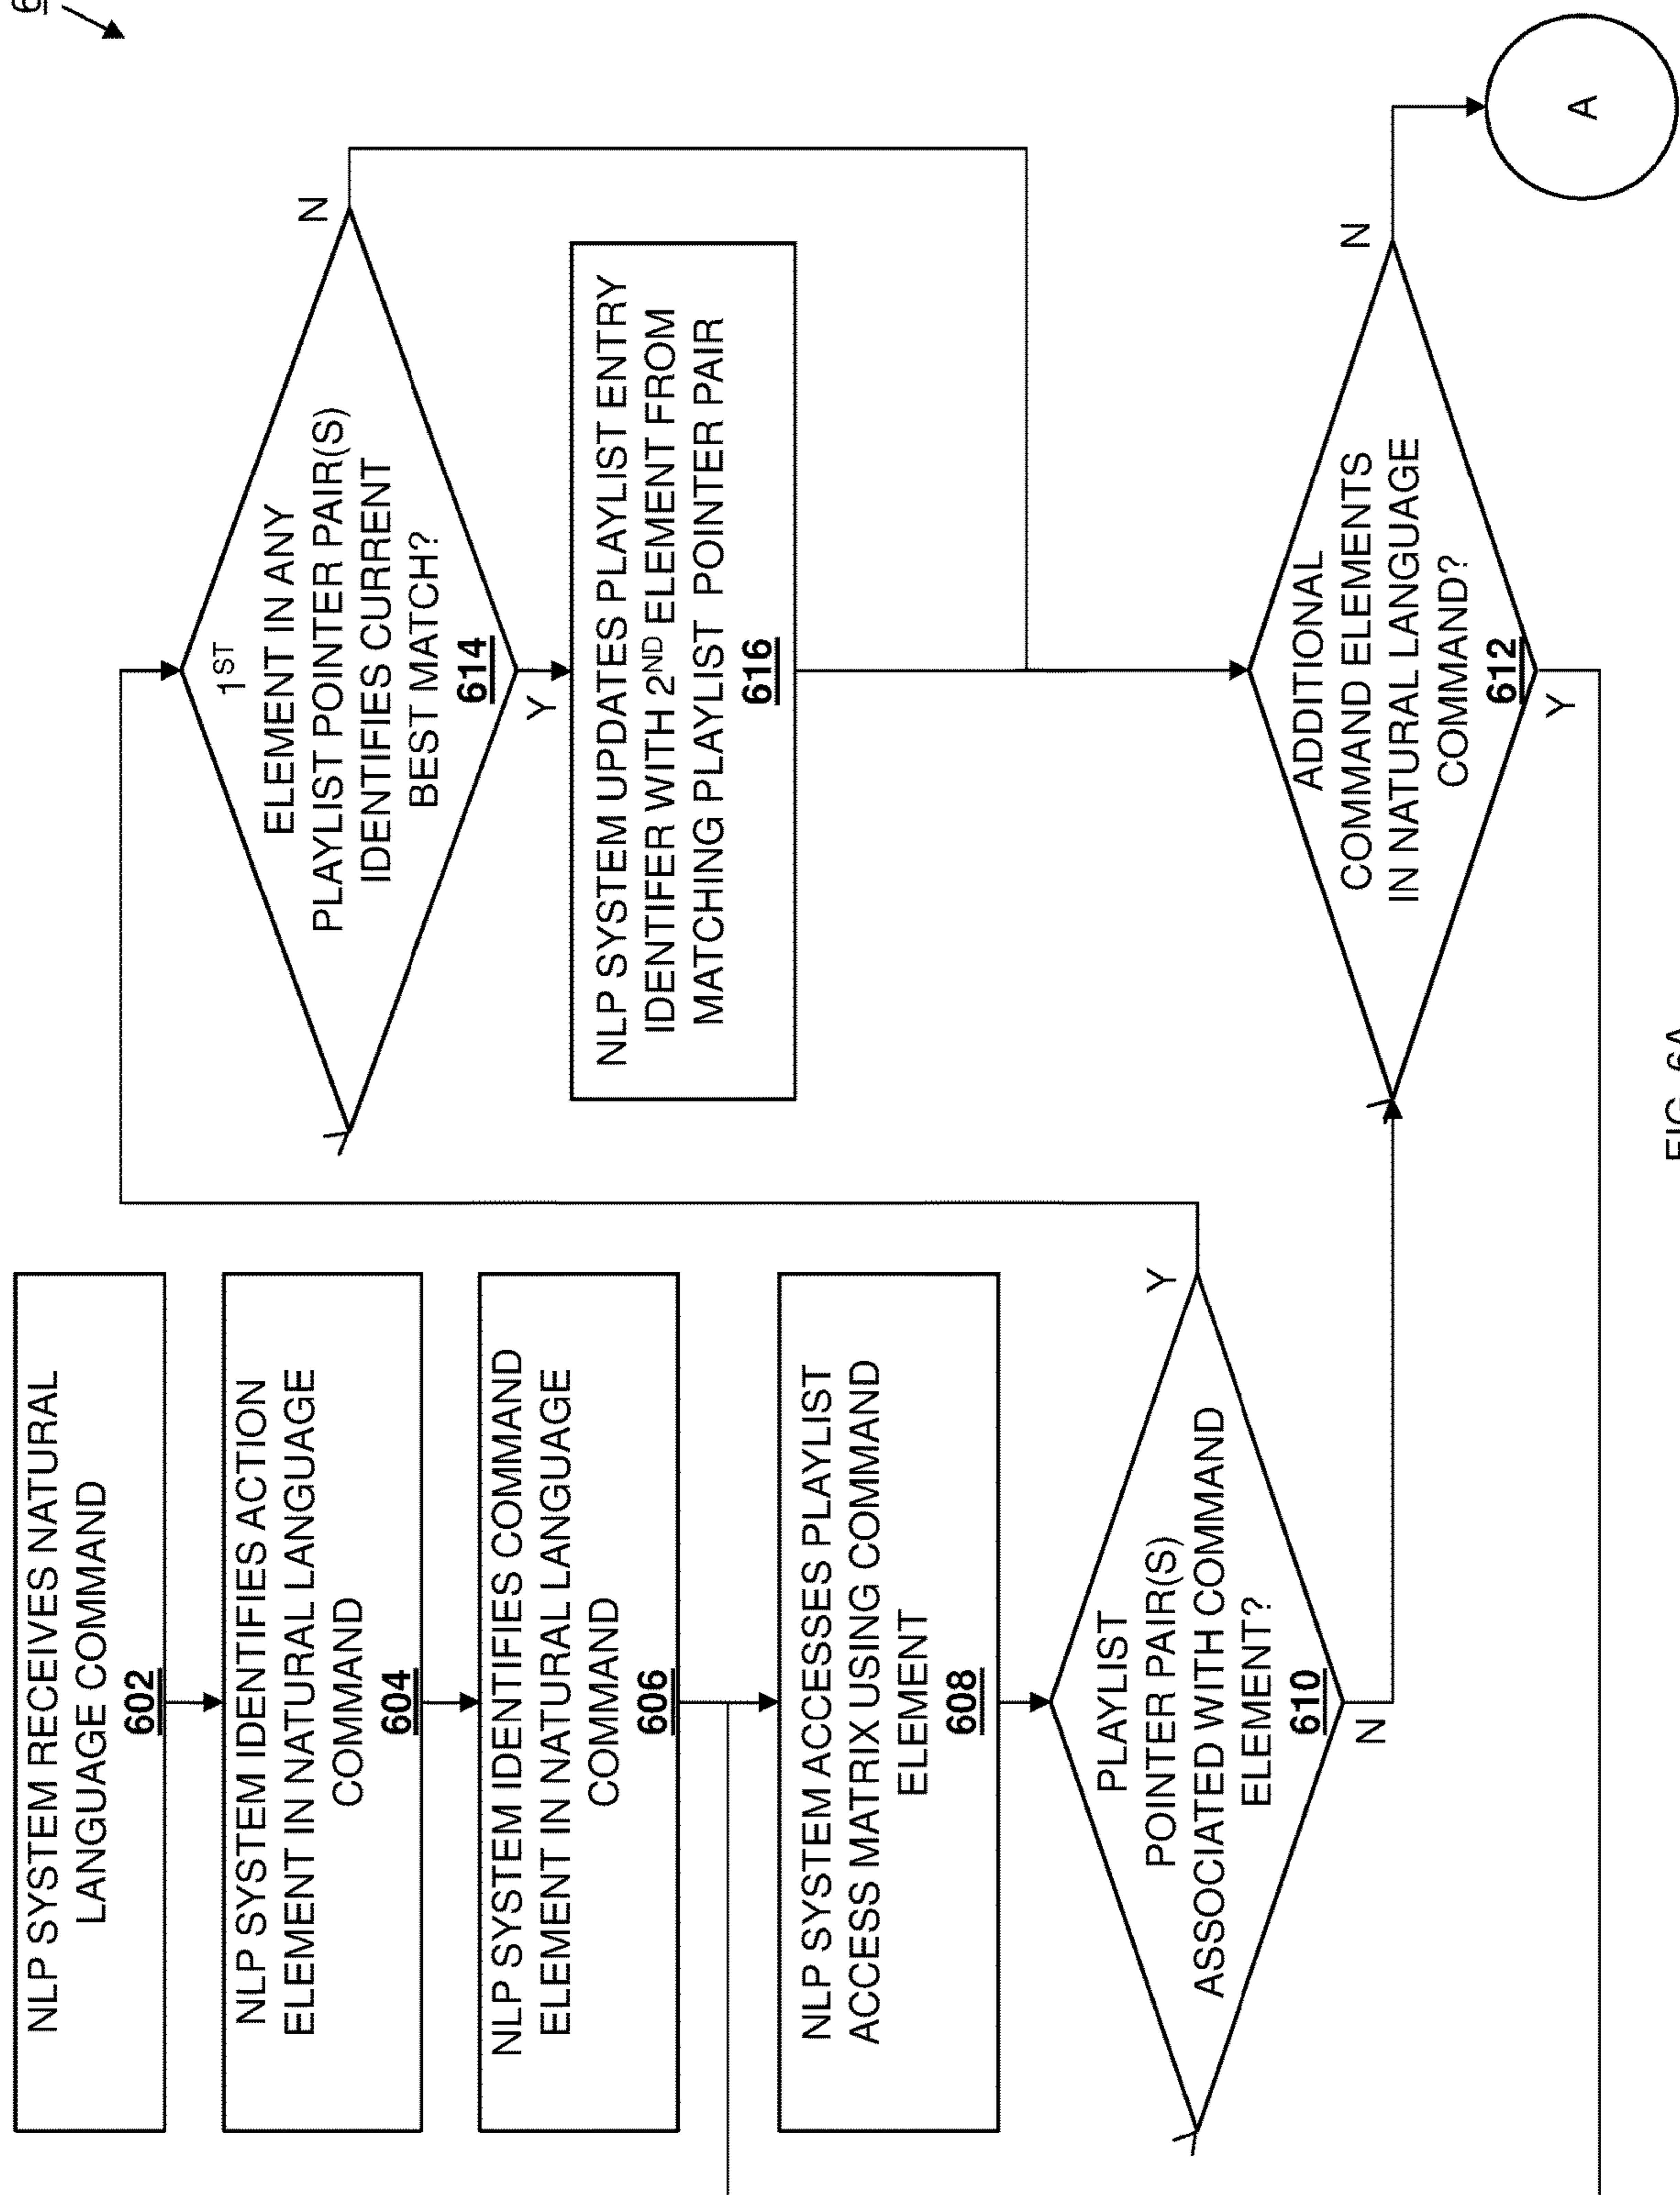 NLP SYSTEM RECEIVES NATURAL
LANGUAGE COMMAND
602
NLP SYSTEM IDENTIFIES ACTION
ELEMENT IN NATURAL LANGUAGE
COMMAND
604
NLP SYSTEM IDENTIFIES COMMAND
ELEMENT IN NATURAL LANGUAGE
COMMAND
606
NLP SYSTEM ACCESSES PLAYLIST
ACCESS MATRIX USING COMMAND
ELEMENT
608
PLAYLIST
POINTER PAIR(S)
ASSOCIATED WITH COMMAND
ELEMENT?
610
Y
N
1ST
ELEMENT IN ANY
PLAYLIST POINTER PAIR(S)
IDENTIFIES CURRENT
BEST MATCH?
614
N
Y
NLP SYSTEM UPDATES PLAYLIST ENTRY
IDENTIFER WITH 2ND ELEMENT FROM
MATCHING PLAYLIST POINTER PAIR
616
ADDITIONAL
COMMAND ELEMENTS
IN NATURAL LANGUAGE
COMMAND?
612
N
Y
A
FIG. 6A